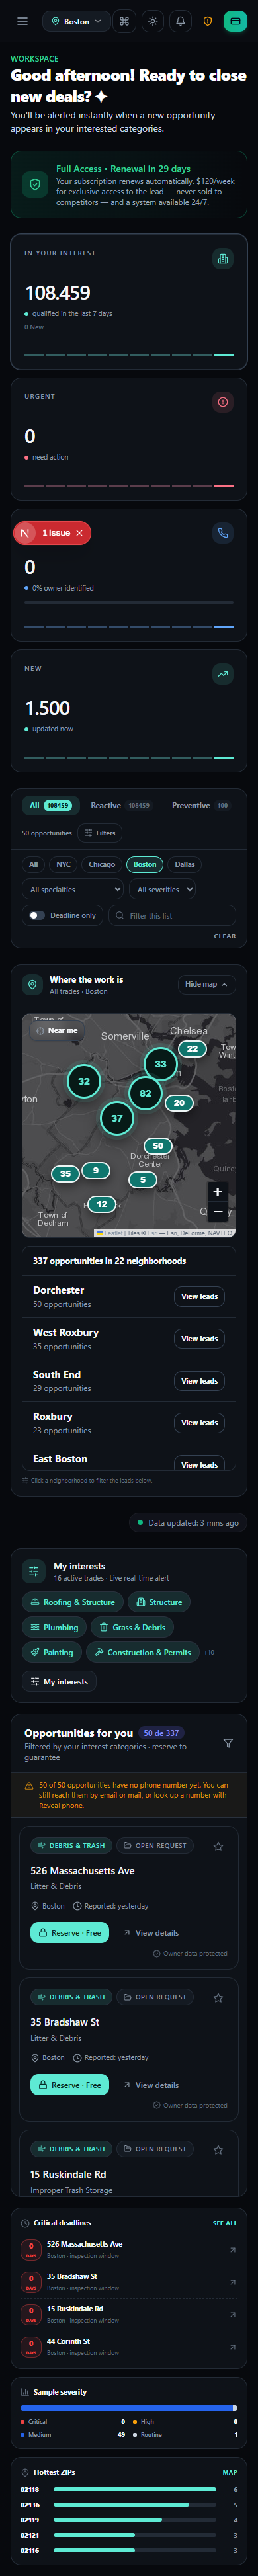 Boston
WORKSPACE
Good afternoon! Ready to close
new deals? ✦
You'll be alerted instantly when a new opportunity
appears in your interested categories.
Full Access • Renewal in 29 days
Your subscription renews automatically. $120/week
for exclusive access to the lead — never sold to
competitors — and a system available 24/7.
IN YOUR INTEREST
108.459
qualified in the last 7 days
0 New
URGENT
0
need action
N 1 Issue ×
0
0% owner identified
NEW
1.500
updated now
All 108459 Reactive 108459 Preventive 100
50 opportunities Filters
All NYC Chicago Boston Dallas
All specialties All severities
Deadline only Filter this list
CLEAR
Where the work is
All trades · Boston
Hide map
Town of
Near me
Somerville
Chelsea
Town
Wint
22
33
32
82
Bost
Harb
20
37
50
Dorchester
Center
Quinc
35
9
5
12
Town of
Dedham
+
−
Leaflet | Tiles © Esri — Esri, DeLorme, NAVTEQ
337 opportunities in 22 neighborhoods
Dorchester
50 opportunities
View leads
West Roxbury
35 opportunities
View leads
South End
29 opportunities
View leads
Roxbury
23 opportunities
View leads
East Boston
View leads
Click a neighborhood to filter the leads below.
Data updated: 3 mins ago
My interests
16 active trades · Live real-time alert
Roofing & Structure Structure
Plumbing Grass & Debris
Painting Construction & Permits +10
My interests
Opportunities for you 50 de 337
Filtered by your interest categories · reserve to
guarantee
50 of 50 opportunities have no phone number yet. You can
still reach them by email or mail, or look up a number with
Reveal phone.
DEBRIS & TRASH OPEN REQUEST
526 Massachusetts Ave
Litter & Debris
Boston Reported: yesterday
Reserve · Free View details
Owner data protected
DEBRIS & TRASH OPEN REQUEST
35 Bradshaw St
Litter & Debris
Boston Reported: yesterday
Reserve · Free View details
Owner data protected
DEBRIS & TRASH OPEN REQUEST
15 Ruskindale Rd
Improper Trash Storage
Critical deadlines SEE ALL
0 DAYS
526 Massachusetts Ave
Boston · inspection window
0 DAYS
35 Bradshaw St
Boston · inspection window
0 DAYS
15 Ruskindale Rd
Boston · inspection window
0 DAYS
44 Corinth St
Boston · inspection window
Sample severity
Critical 0 High 0
Medium 49 Routine 1
Hottest ZIPs MAP
02118 6
02136 5
02119 4
02121 3
02116 3